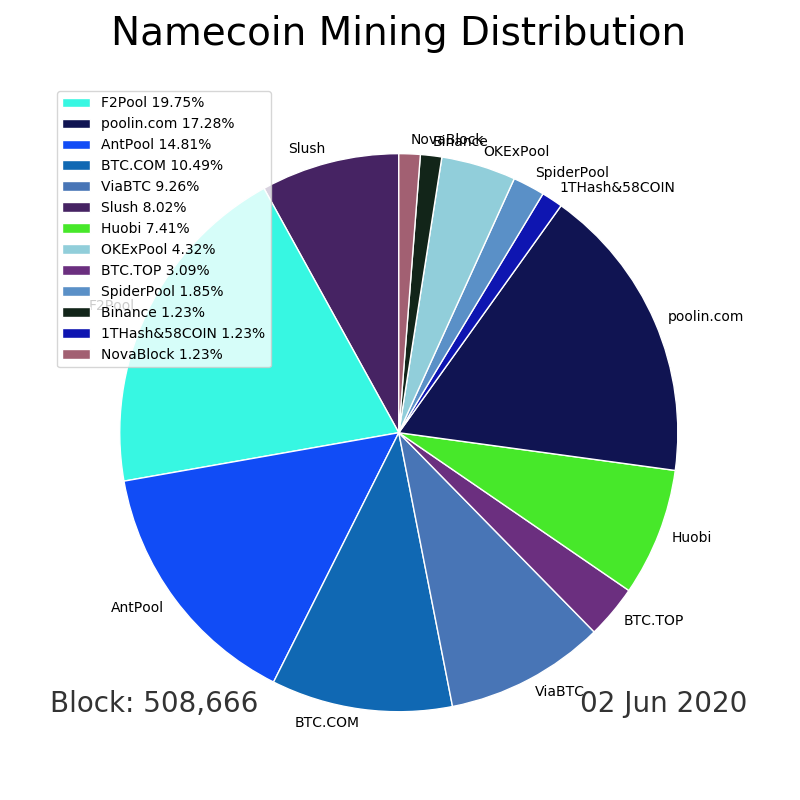 Namecoin Mining Distribution
F2Pool 19.75%
poolin.com 17.28%
AntPool 14.81%
BTC.COM 10.49%
ViaBTC 9.26%
Slush 8.02%
Huobi 7.41%
OKExPool 4.32%
BTC.TOP 3.09%
SpiderPool 1.85%
Binance 1.23%
1THash&58COIN 1.23%
NovaBlock 1.23%
Slush
NovaBlock
Binance
OKExPool
SpiderPool
1THash&58COIN
F2Pool
poolin.com
Huobi
AntPool
BTC.TOP
ViaBTC
BTC.COM
Block: 508,666
02 Jun 2020